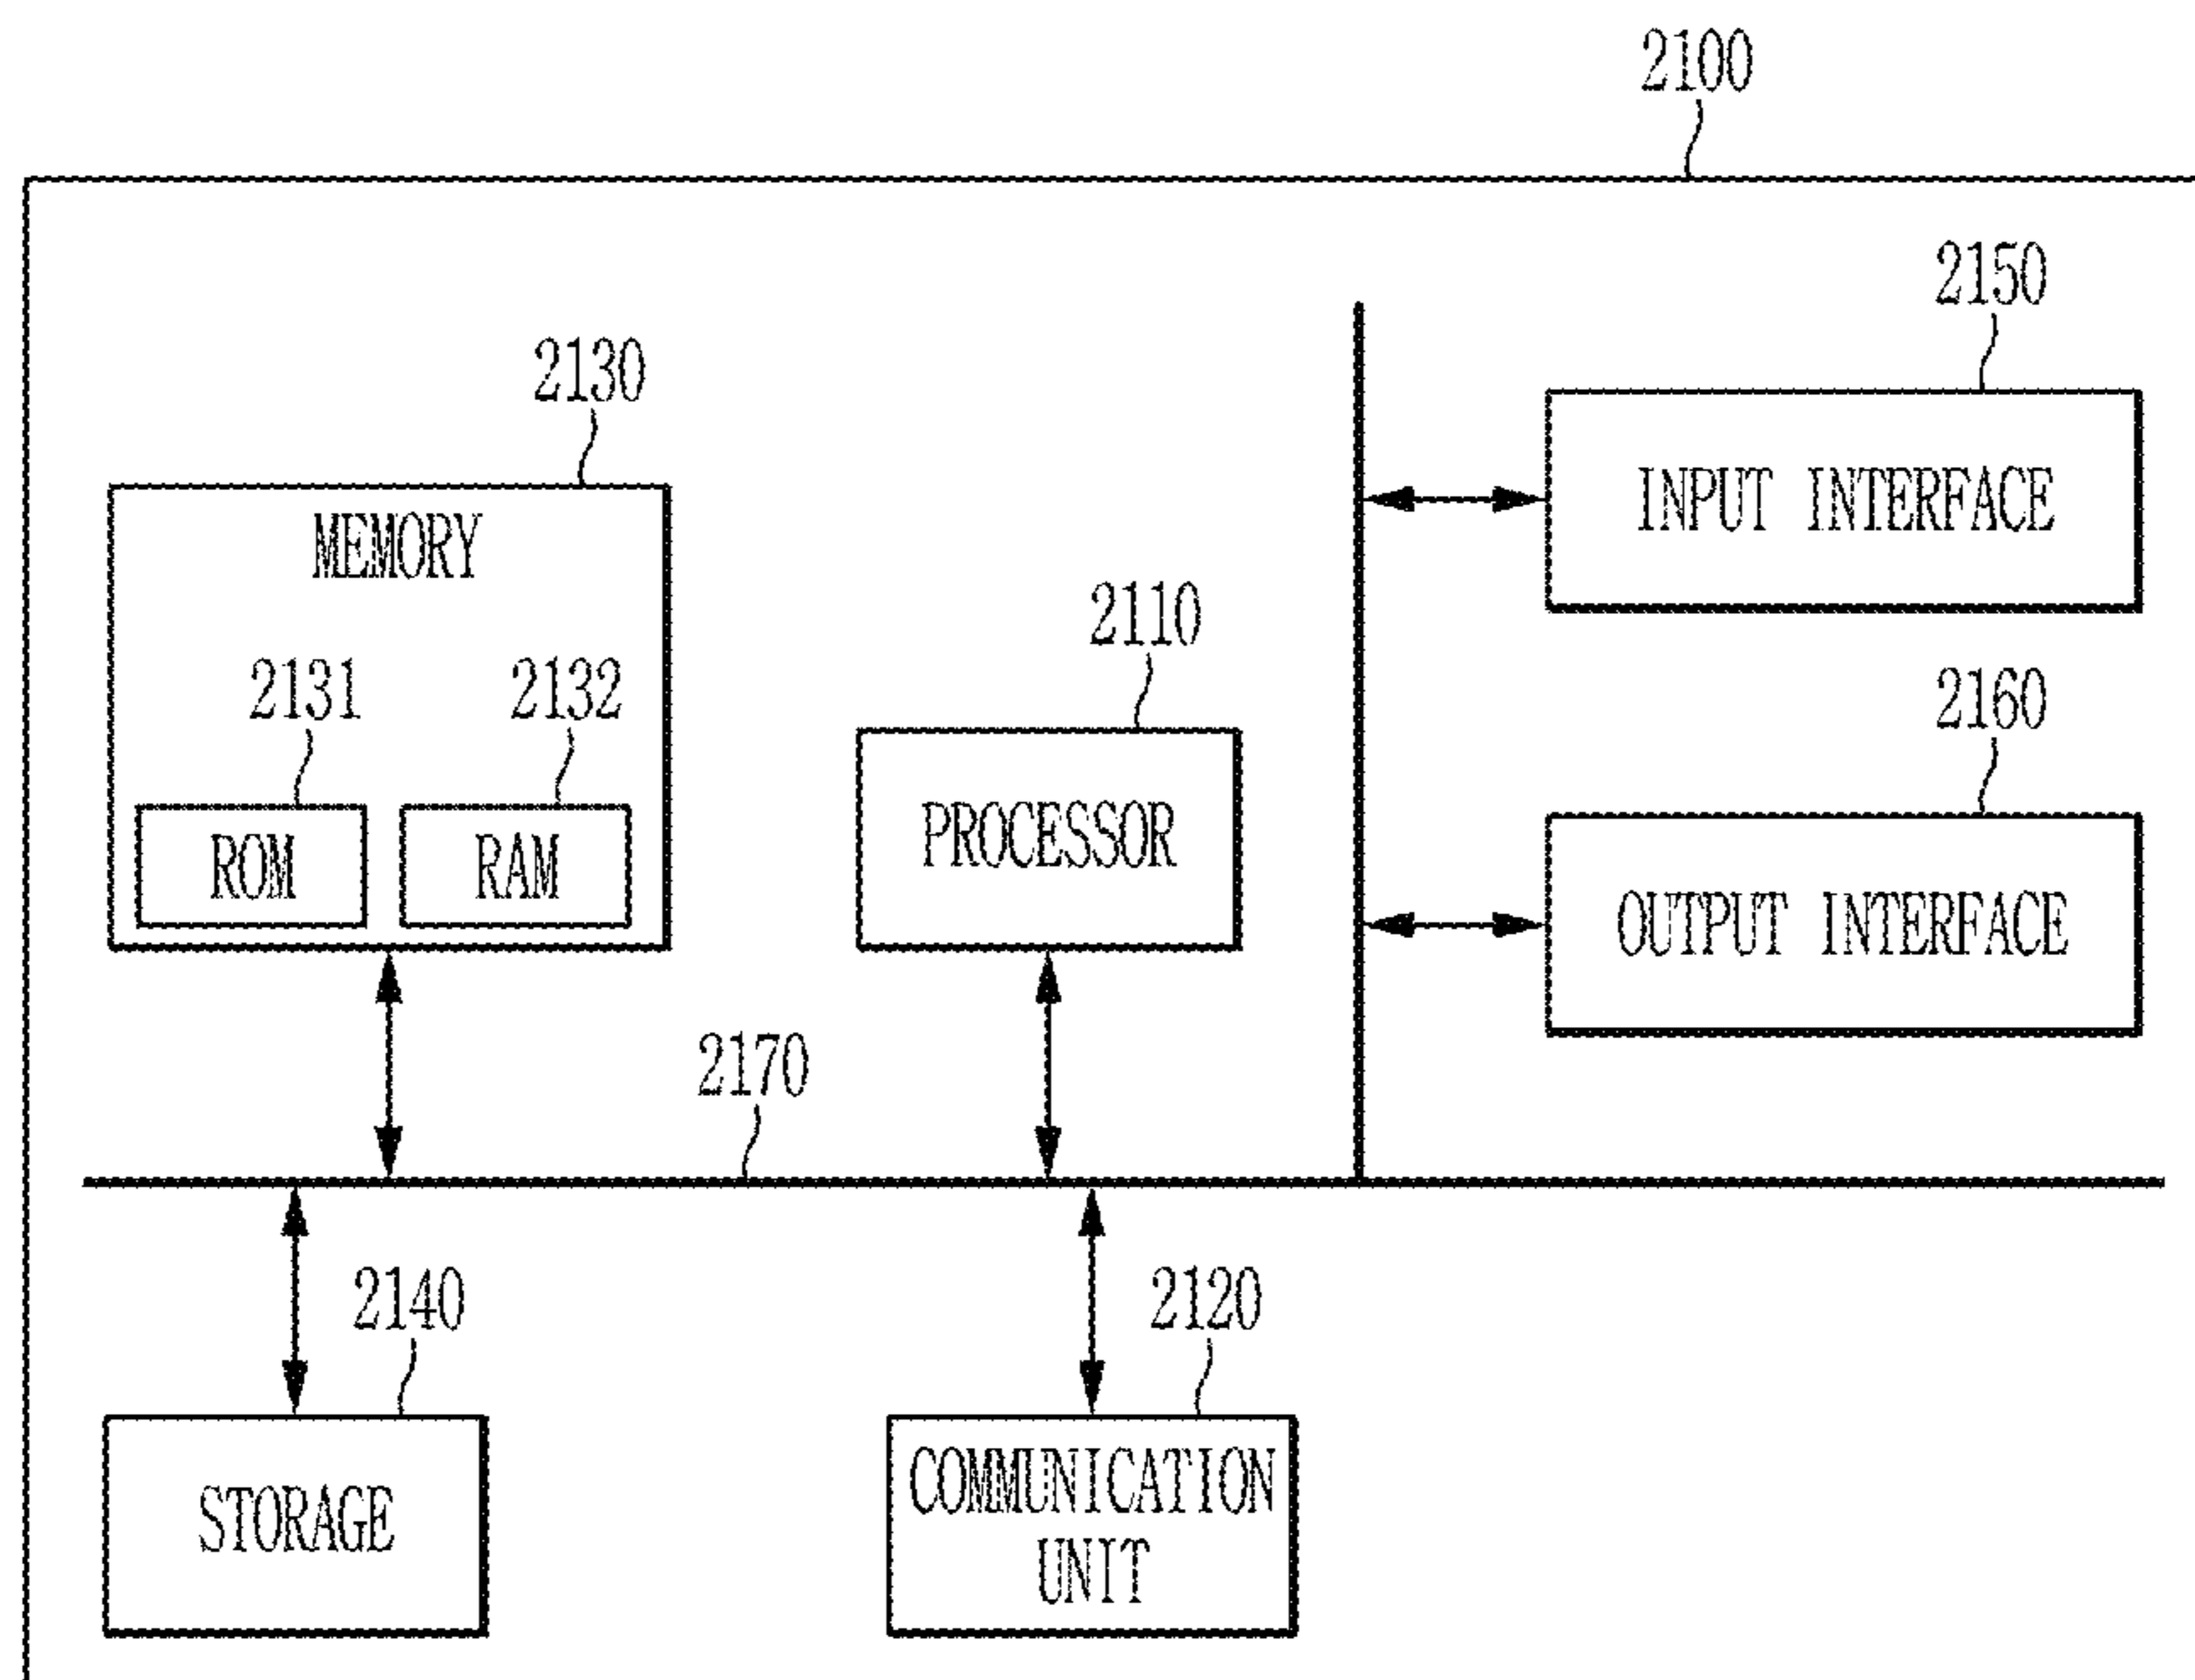 2100
2150
2130
INPUT INTERFACE
MEMORY
2110
2131
2132
2160
PROCESSOR
ROM
RAM
OUTPUT INTERFACE
2170
2140
2120
STORAGE
COMMUNICATION
UNIT